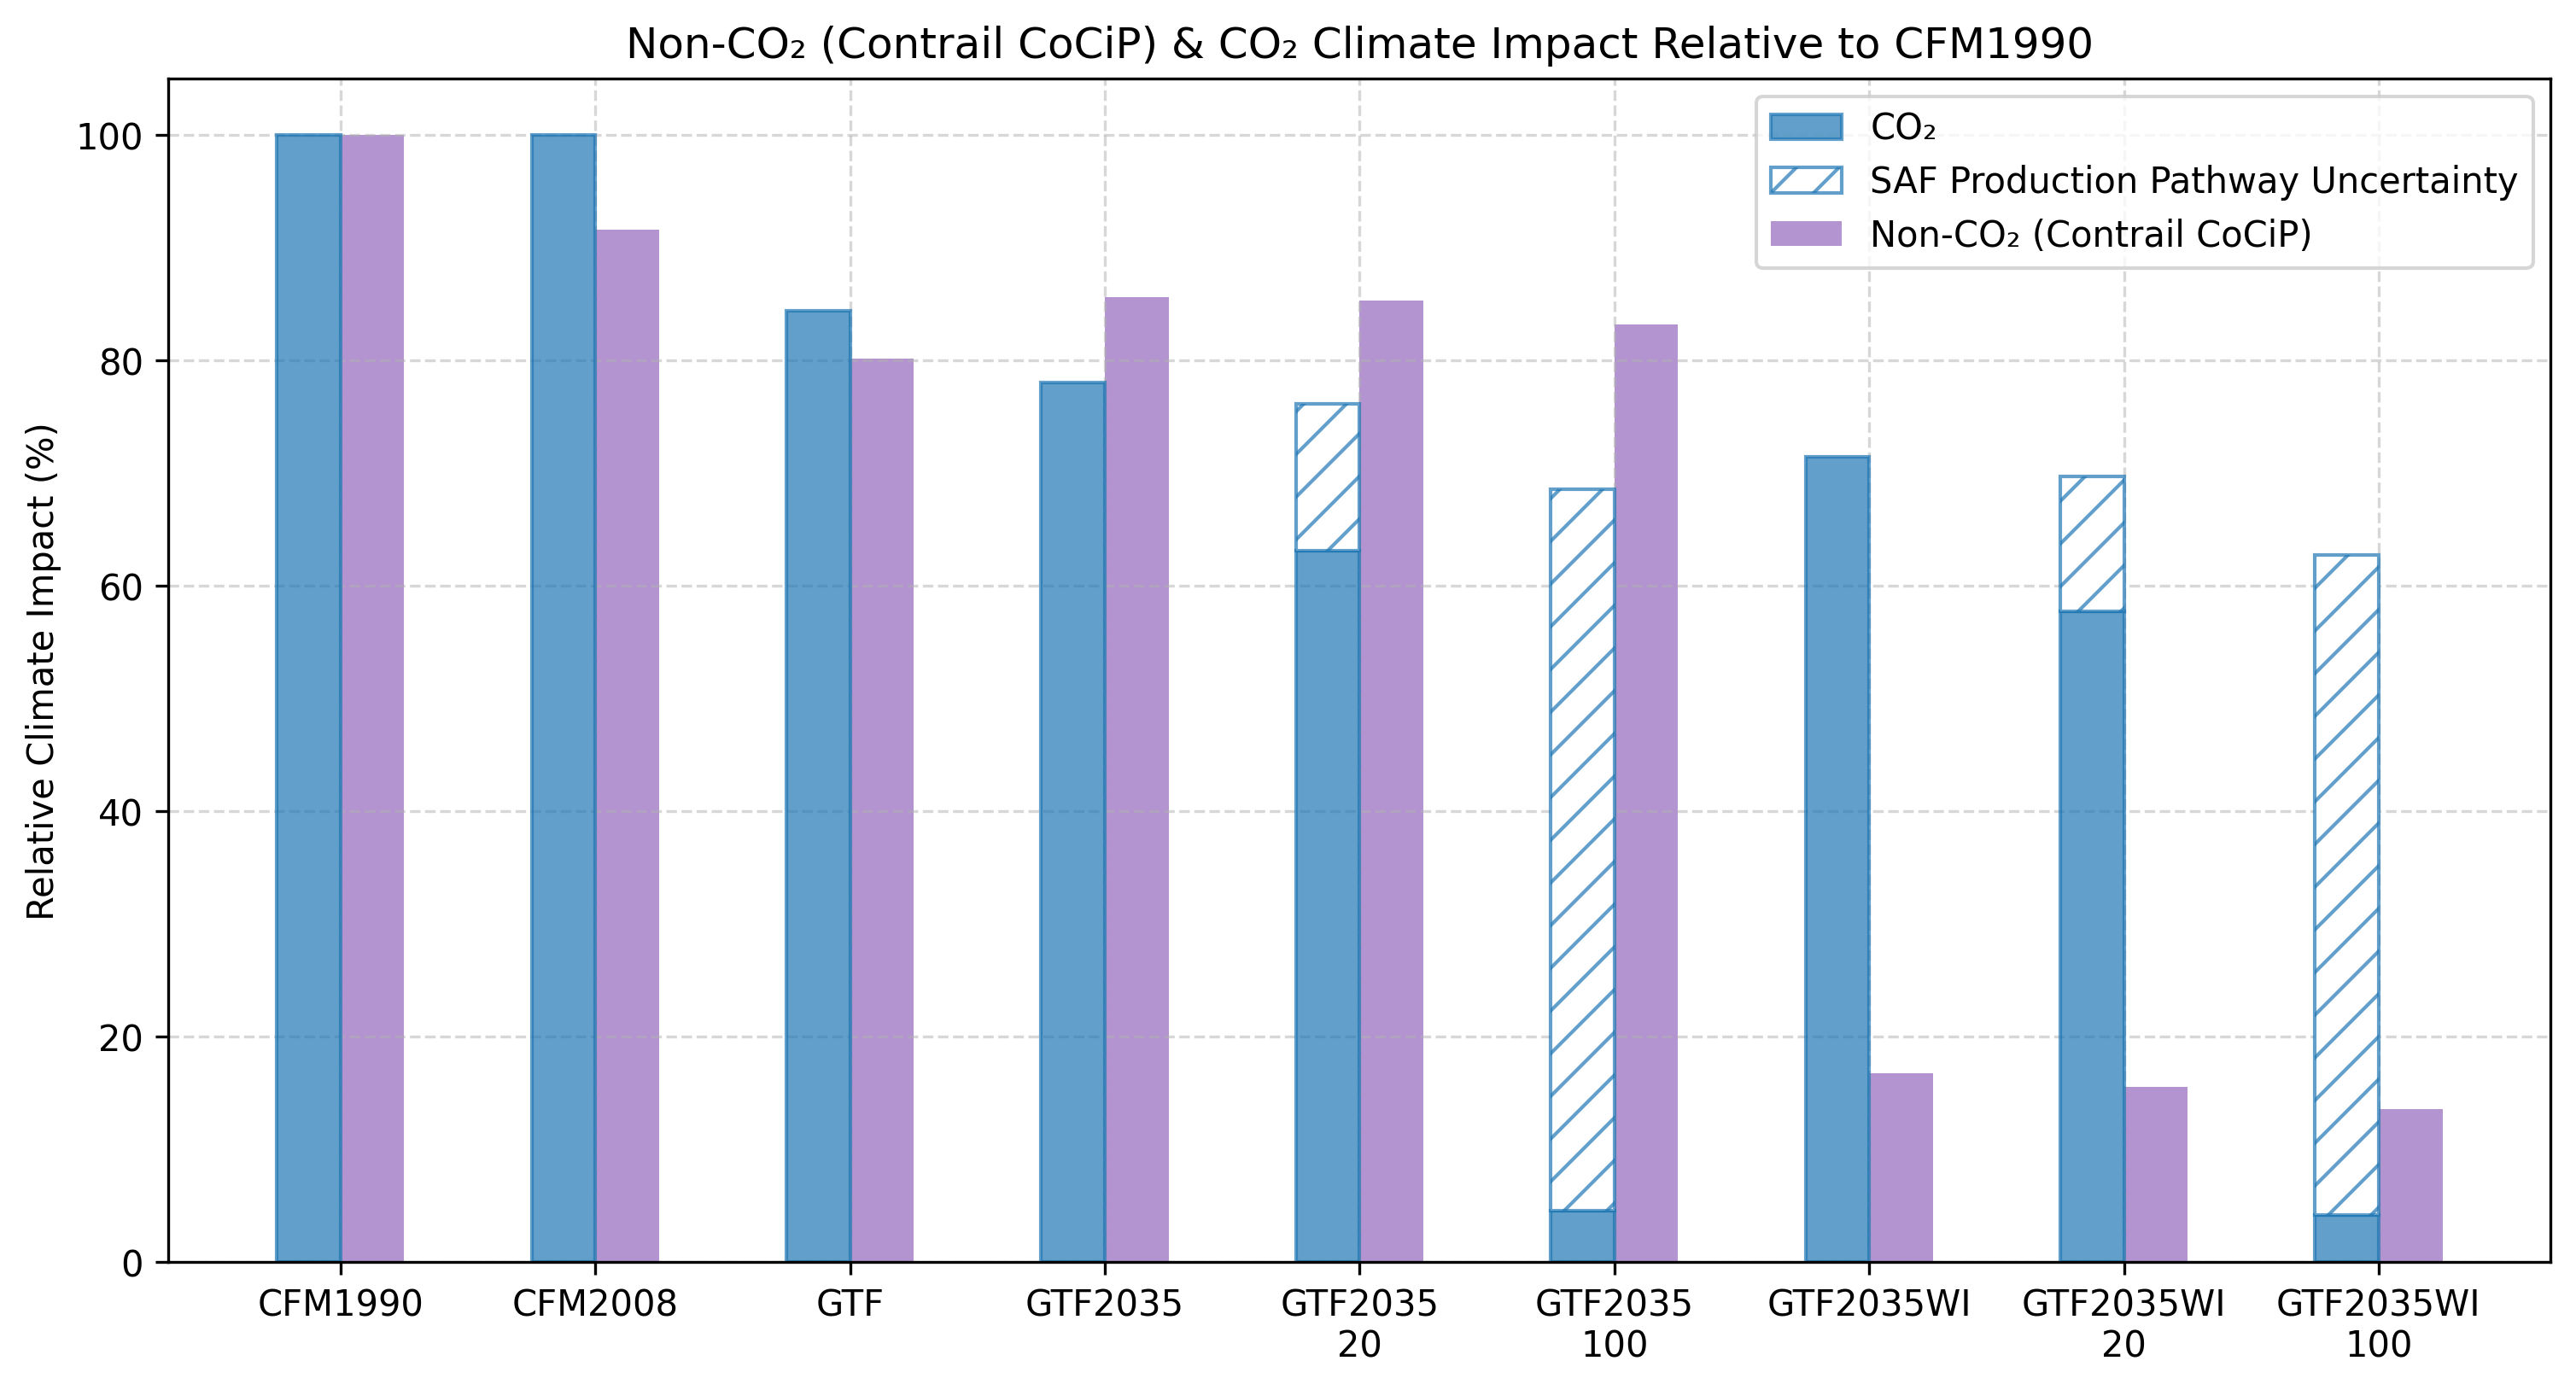 Non-CO₂ (Contrail CoCiP) & CO₂ Climate Impact Relative to CFM1990
CO₂
SAF Production Pathway Uncertainty
Non-CO₂ (Contrail CoCiP)
Relative Climate Impact (%)
100
80
60
40
20
0
CFM1990 CFM2008 GTF GTF2035 GTF2035 GTF2035 GTF2035WI GTF2035WI GTF2035WI
20 100 20 100